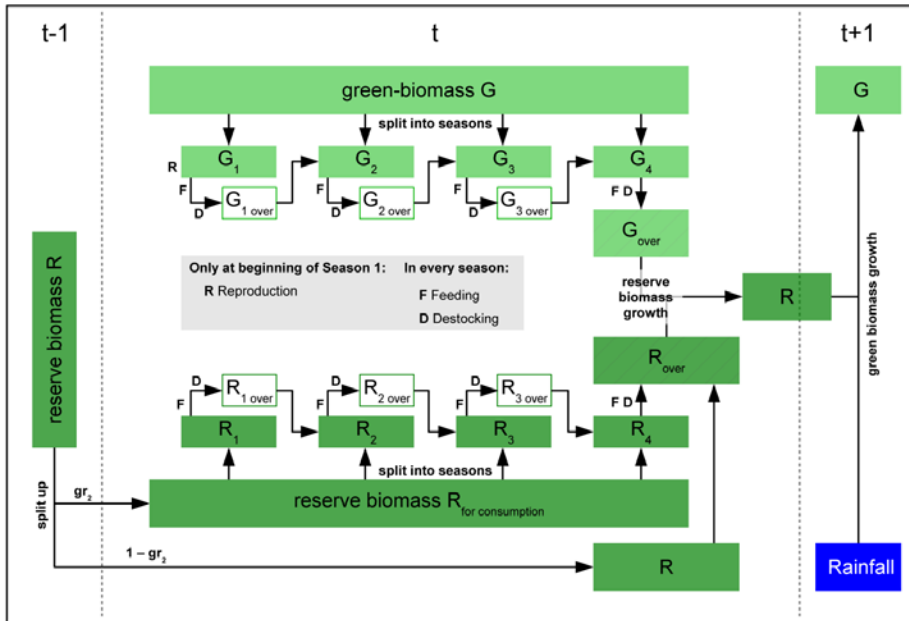 t-1
t
t+1
green-biomass G
G
split into seasons
R
G1
G2
G3
G4
F
D
G1 over
F
D
G2 over
F
D
G3 over
F D
Gover
reserve biomass R
Only at beginning of Season 1:
In every season:
R Reproduction
F Feeding
D Destocking
reserve
biomass
growth
R
green biomass growth
Rover
D
R1 over
F
D
R2 over
F
D
R3 over
F
F D
R1
R2
R3
R4
split into seasons
split up
gr2
reserve biomass Rfor consumption
1 – gr2
R
Rainfall